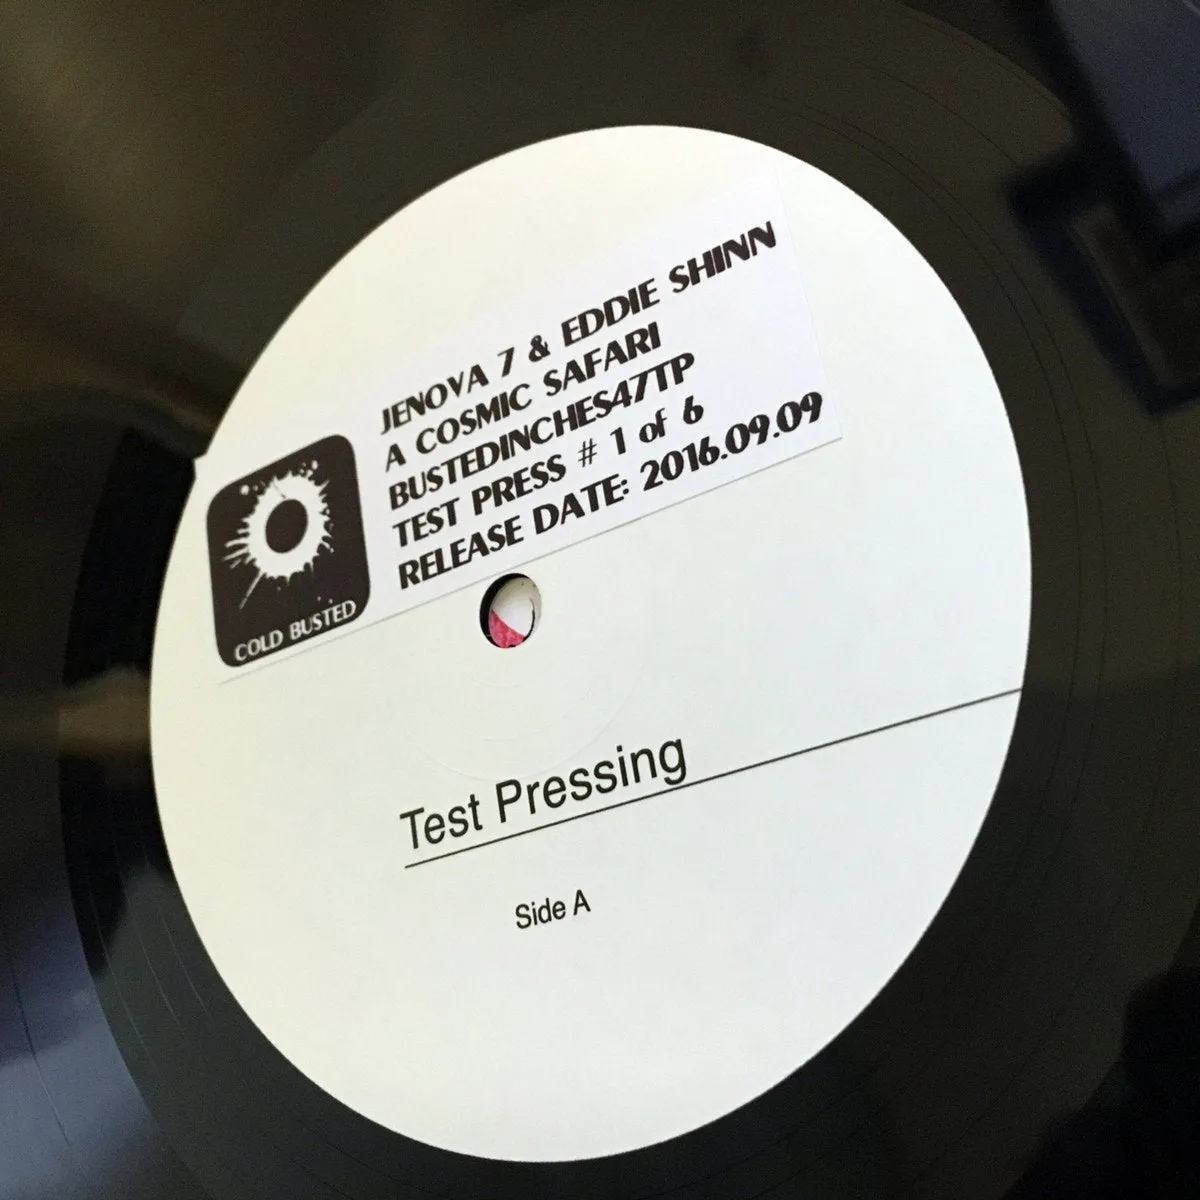 JENOVA 7 & EDDIE SHINN
A COSMIC SAFARI
BUSTEDINCHES47TP
TEST PRESS # 1 of 6
RELEASE DATE: 2016.09.09
COLD BUSTED
Test Pressing
Side A